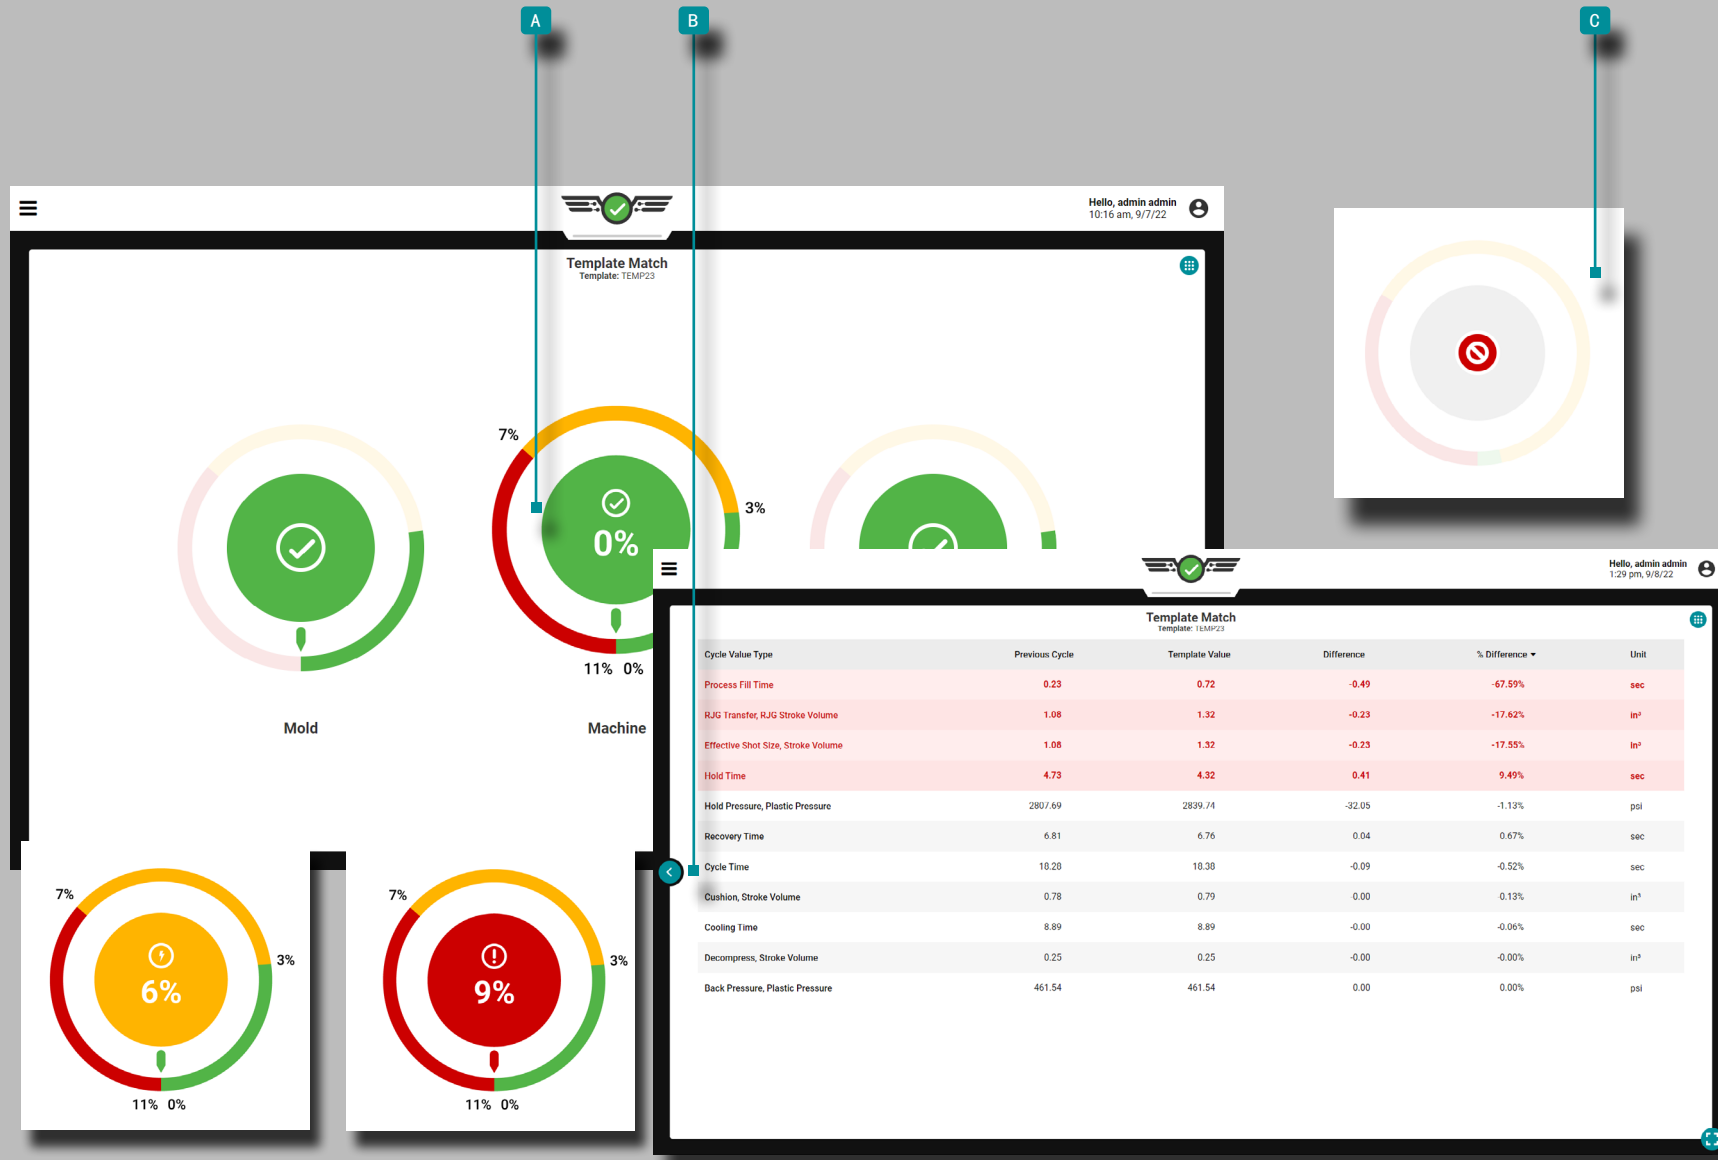 A
B
C
Hello, admin admin
10:16 am, 9/7/22
Template Match
Template: TEMP23
7%
3%
0%
11% 0%
Mold
Machine
Hello, admin admin
1:29 pm, 9/8/22
Template Match
Template: TEMP23
Cycle Value Type Previous Cycle Template Value Difference % Difference Unit
Process Fill Time 0.23 0.72 -0.49 -67.59% sec
RJG Transfer, RJG Stroke Volume 1.08 1.32 -0.23 -17.62% in³
Effective Shot Size, Stroke Volume 1.08 1.32 -0.23 -17.55% in³
Hold Time 4.73 4.32 0.41 9.49% sec
Hold Pressure, Plastic Pressure 2807.69 2839.74 -32.05 -1.13% psi
Recovery Time 6.81 6.76 0.04 0.67% sec
Cycle Time 18.28 18.38 -0.09 -0.52% sec
Cushion, Stroke Volume 0.78 0.79 -0.00 -0.13% in³
Cooling Time 8.89 8.89 -0.00 -0.06% sec
Decompress, Stroke Volume 0.25 0.25 -0.00 -0.00% in³
Back Pressure, Plastic Pressure 461.54 461.54 0.00 0.00% psi
7%
3%
6%
11% 0%
7%
3%
9%
11% 0%